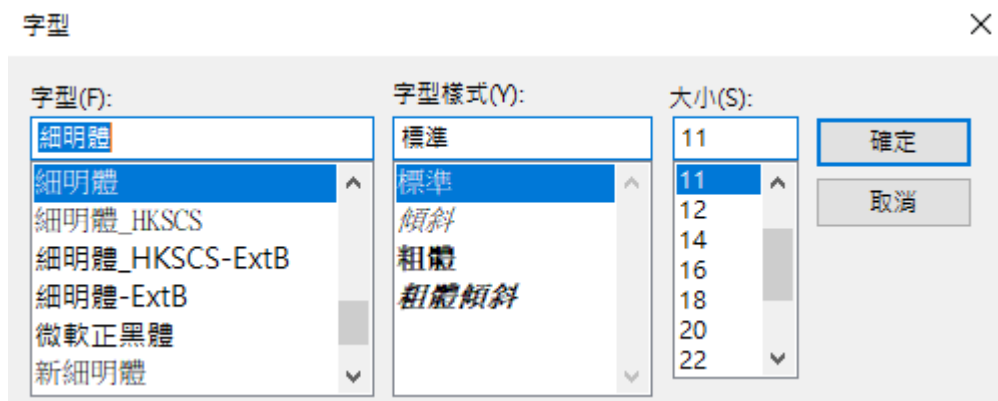 字型
字型(F):
細明體
細明體
細明體_HKSCS
細明體_HKSCS-ExtB
細明體-ExtB
微軟正黑體
新細明體
字型樣式(Y):
標準
標準
傾斜
粗體
粗體傾斜
大小(S):
11
11
12
14
16
18
20
22
確定
取消